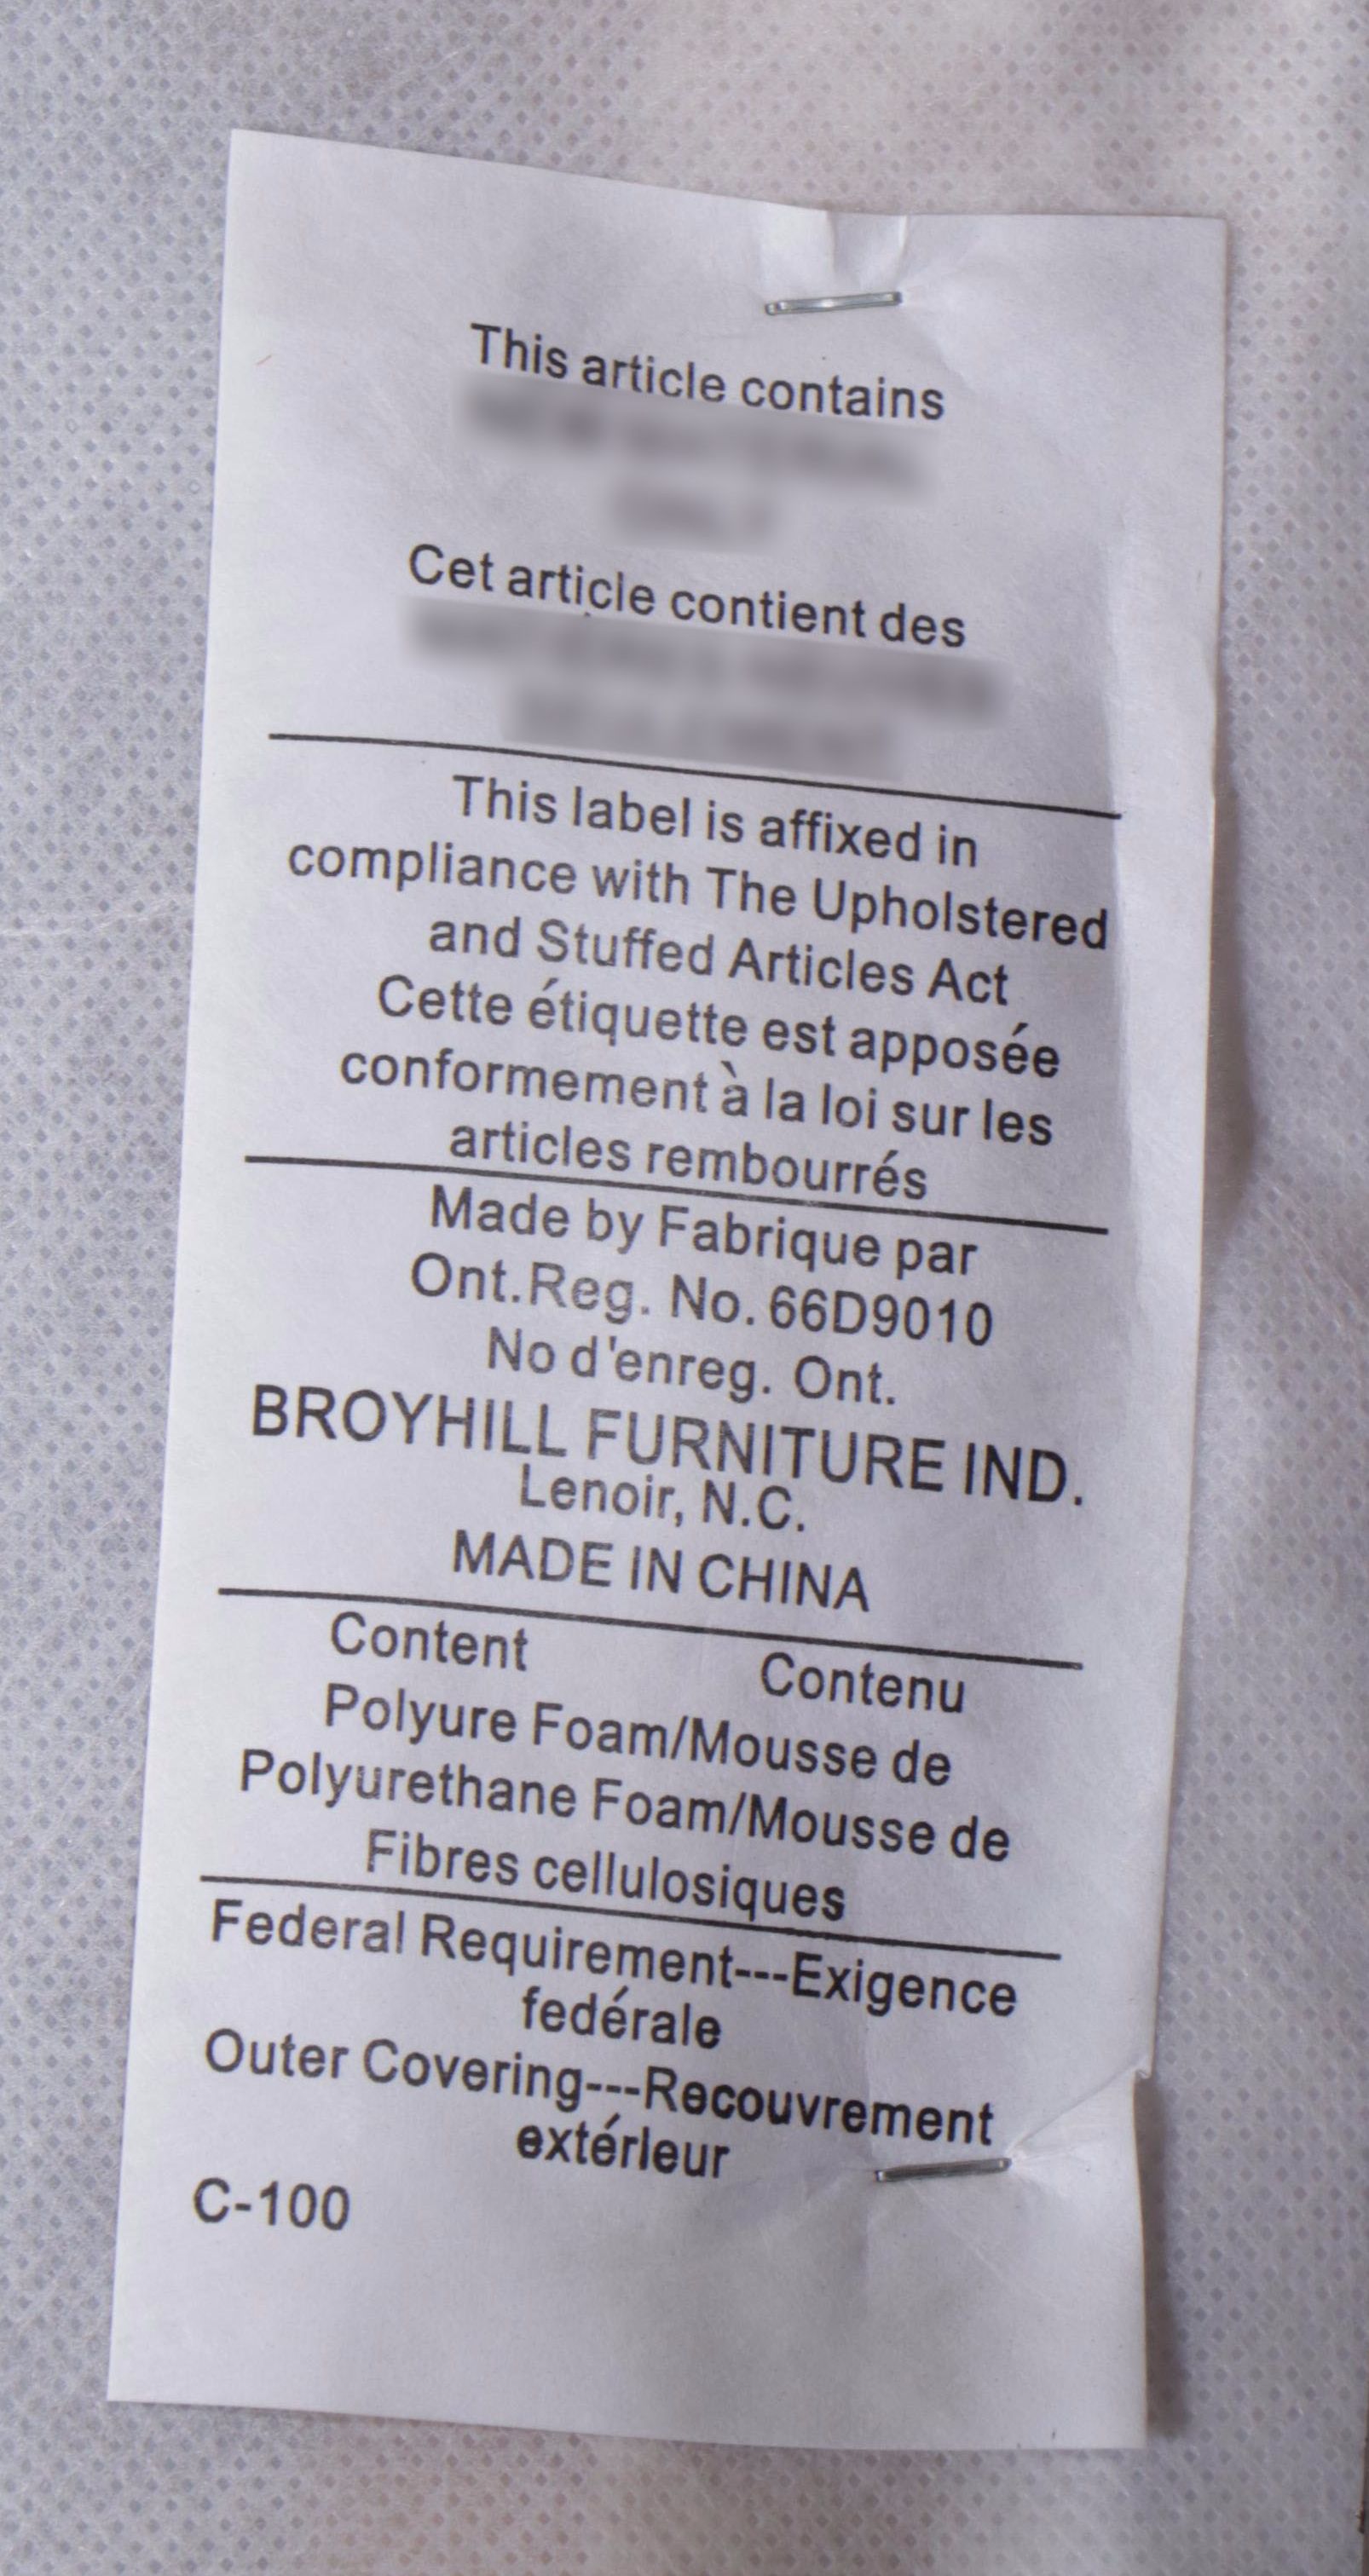 This article contains
Cet article contient des
This label is affixed in
compliance with The Upholstered
and Stuffed Articles Act
Cette étiquette est apposée
conformement à la loi sur les
articles rembourrés
Made by Fabrique par
Ont.Reg. No. 66D9010
No d'enreg. Ont.
BROYHILL FURNITURE IND.
Lenoir, N.C.
MADE IN CHINA
Content Contenu
Polyure Foam/Mousse de
Polyurethane Foam/Mousse de
Fibres cellulosiques
Federal Requirement---Exigence
fedérale
Outer Covering---Recouvrement
extérleur
C-100